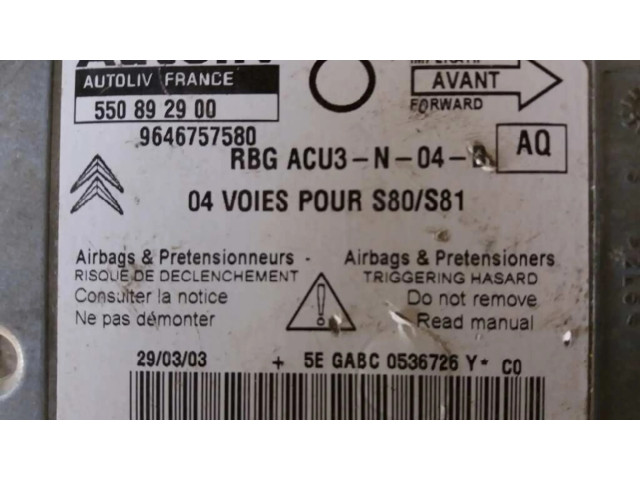 Autoliv
AUTOLIV FRANCE
AVANT
FORWARD
550 89 29 00
9646757580
RBG ACU3-N-04-B
AQ
04 VOIES POUR S80/S81
Airbags & Pretensionneurs - Airbags & Pretensioners
RISQUE DE DECLENCHEMENT TRIGGERING HASARD
Consulter la notice Do not remove
Ne pas démonter Read manual
29/03/03 + 5E GABC 0536726 Y* C0